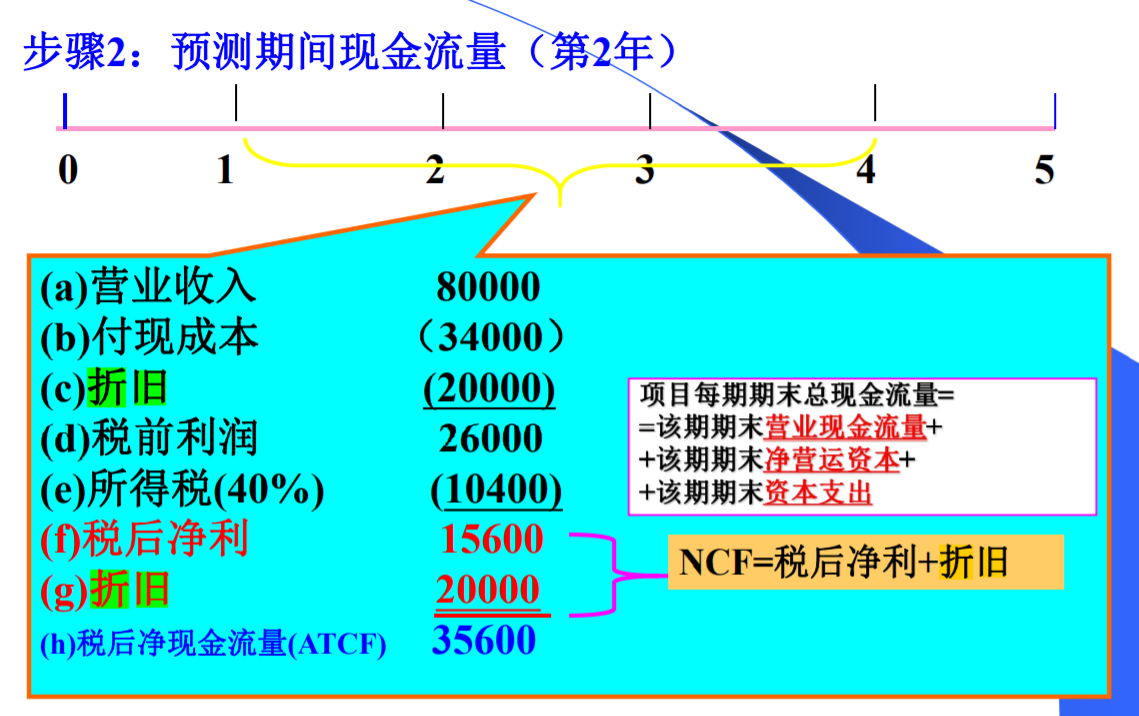 步骤2：预测期间现金流量（第2年）
0 1 2 3 4 5
(a)营业收入 80000
(b)付现成本 （34000）
(c)折旧 (20000)
(d)税前利润 26000
(e)所得税(40%) (10400)
(f)税后净利 15600
(g)折旧 20000
(h)税后净现金流量(ATCF) 35600
项目每期期末总现金流量=
=该期期末营业现金流量+
+该期期末净营运资本+
+该期期末资本支出
NCF=税后净利+折旧